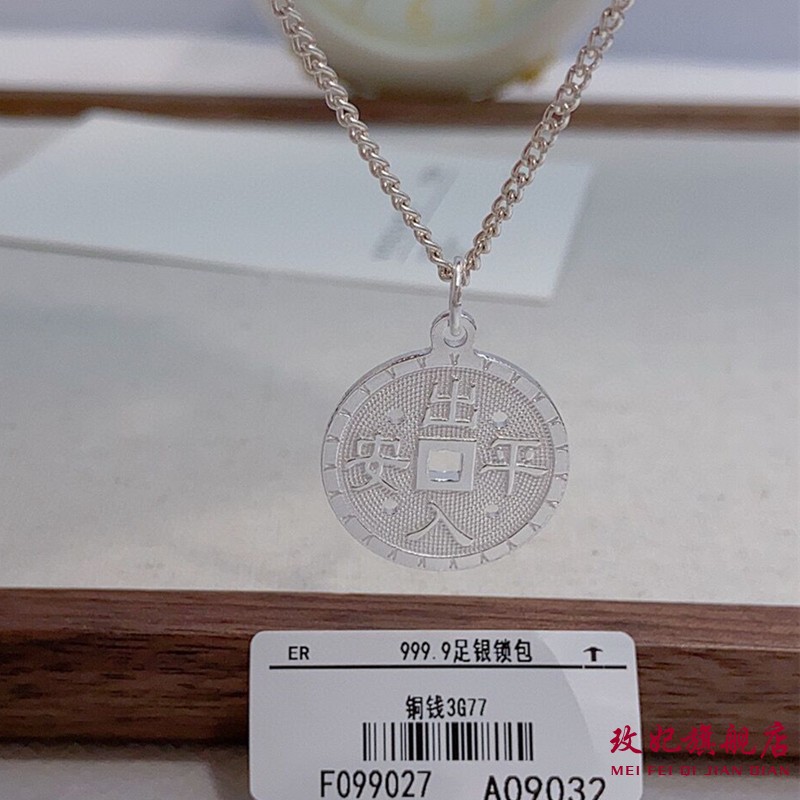 出
安 平
入
ER 999.9足银锁包
铜钱3G77
F099027 A09032
玫妃旗舰店
MEI FEI QI JIAN DIAN